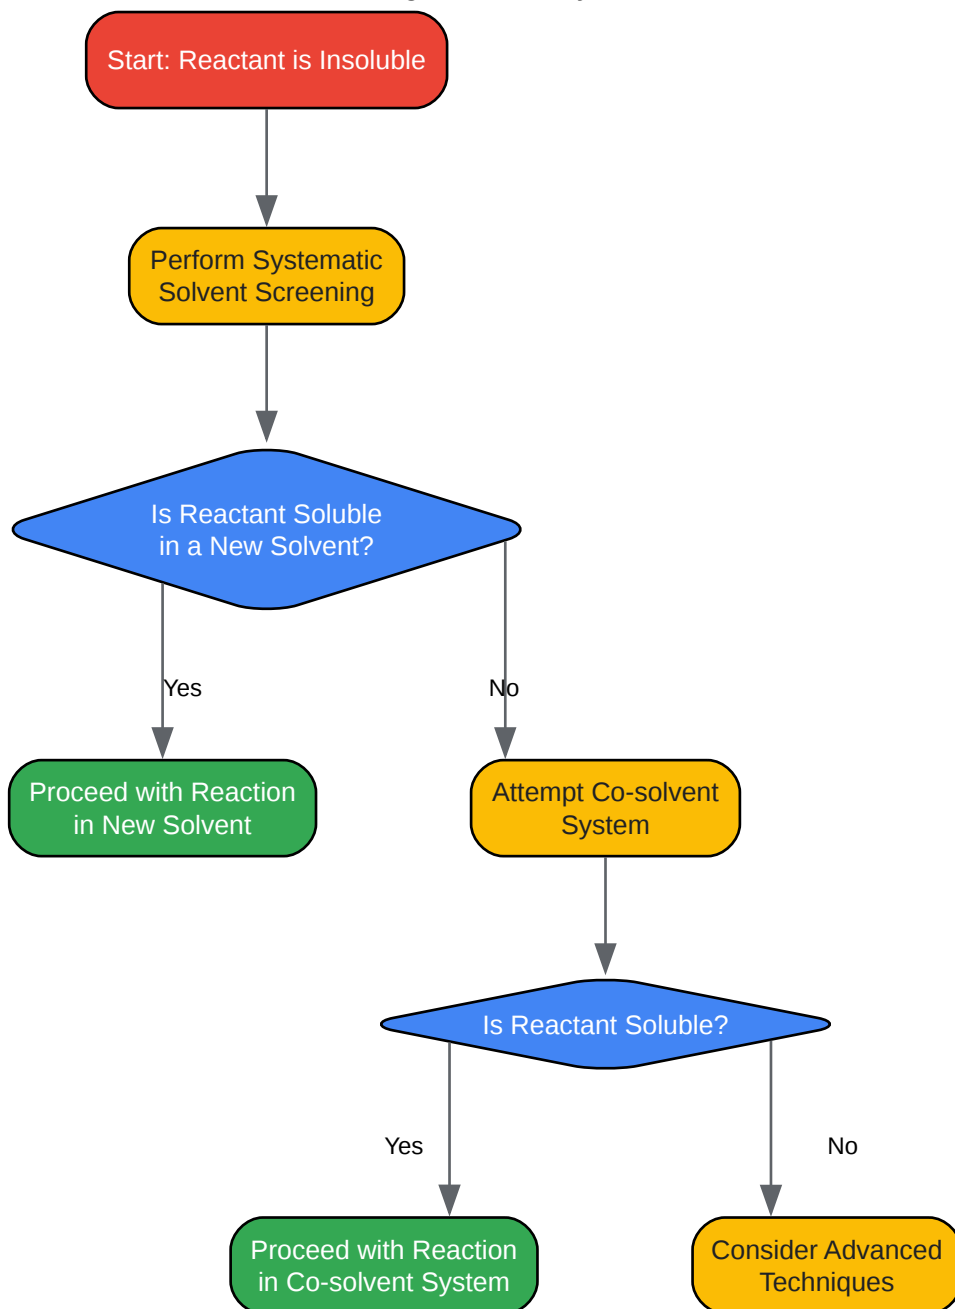 Start: Reactant is Insoluble
Perform Systematic
Solvent Screening
Is Reactant Soluble
in a New Solvent?
Yes
No
Proceed with Reaction
in New Solvent
Attempt Co-solvent
System
Is Reactant Soluble?
Yes
No
Proceed with Reaction
in Co-solvent System
Consider Advanced
Techniques